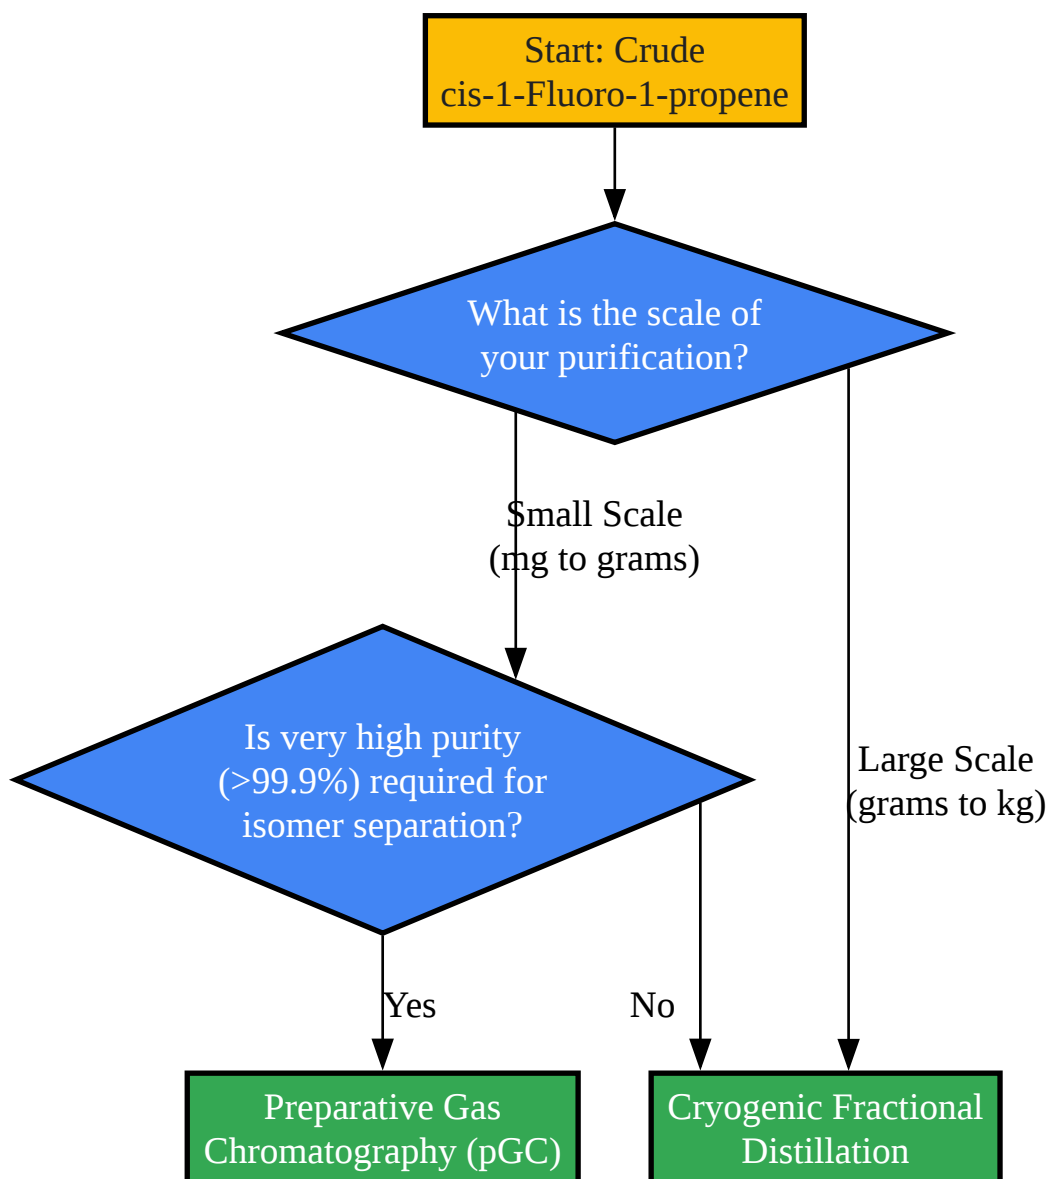 Start: Crude
cis-1-Fluoro-1-propene
What is the scale of
your purification?
Small Scale
(mg to grams)
Is very high purity
(>99.9%) required for
isomer separation?
Large Scale
(grams to kg)
Yes
No
Preparative Gas
Chromatography (pGC)
Cryogenic Fractional
Distillation